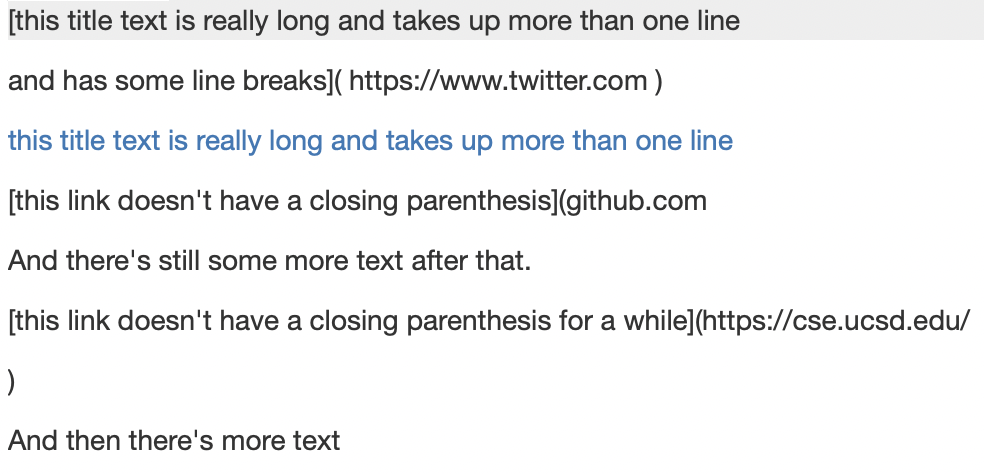 [this title text is really long and takes up more than one line
and has some line breaks]( https://www.twitter.com )
this title text is really long and takes up more than one line
[this link doesn't have a closing parenthesis](github.com
And there's still some more text after that.
[this link doesn't have a closing parenthesis for a while](https://cse.ucsd.edu/
)
And then there's more text